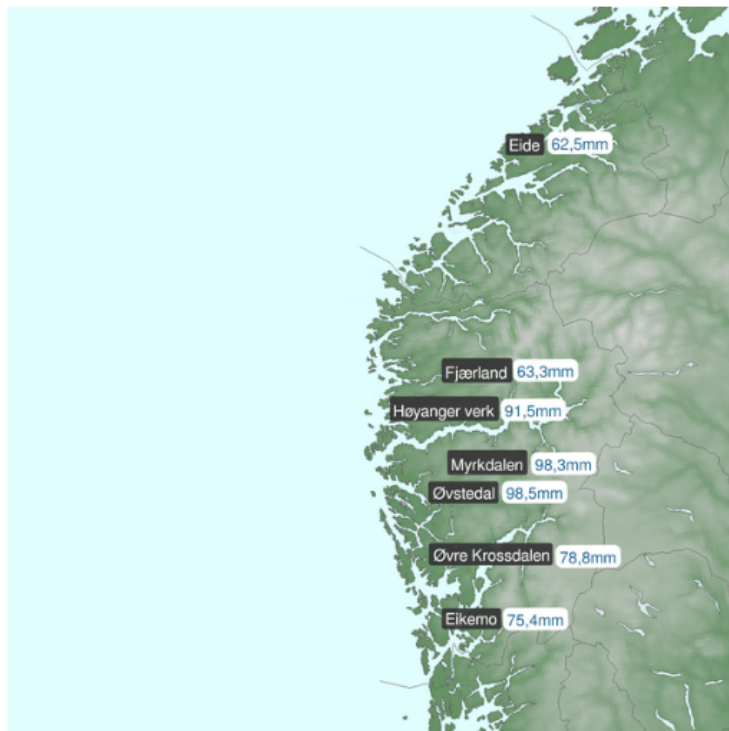 Eide 62,5mm
Fjærland 63,3mm
Høyanger verk 91,5mm
Myrkdalen 98,3mm
Øvstedal 98,5mm
Øvre Krossdalen 78,8mm
Eikemo 75,4mm